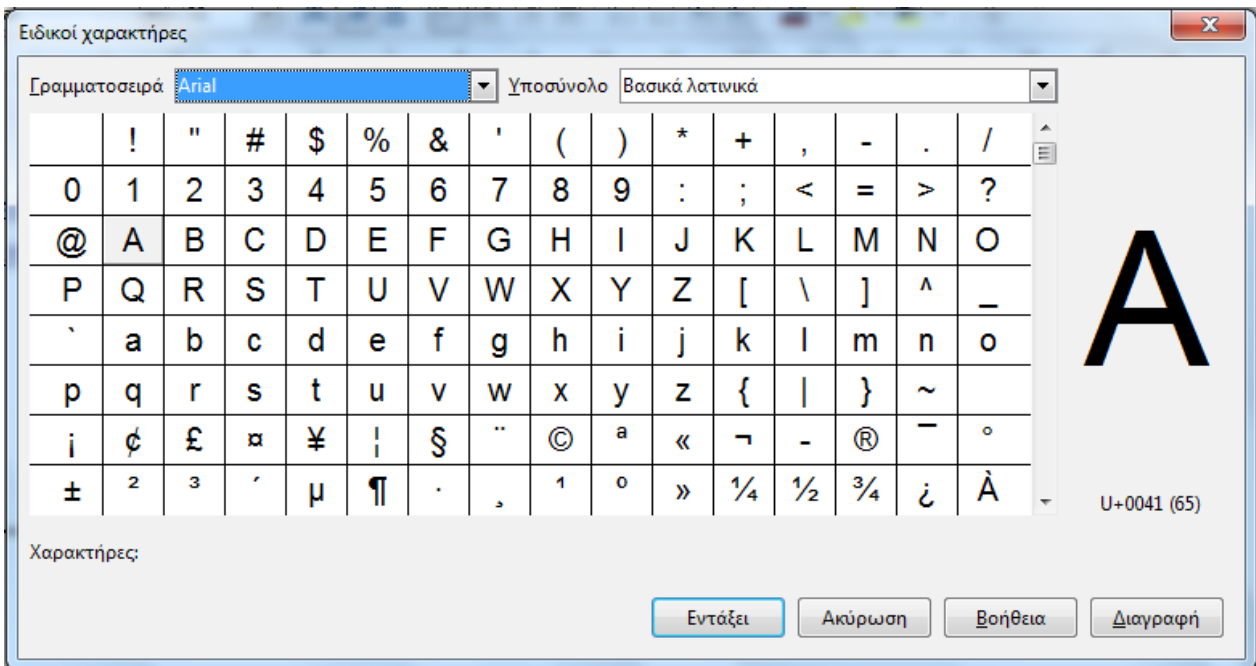 Ειδικοί χαρακτήρες
Γραμματοσειρά Arial Υποσύνολο Βασικά λατινικά
! " # $ % & ' ( ) * + , - . /
0 1 2 3 4 5 6 7 8 9 : ; < = > ?
@ A B C D E F G H I J K L M N O
P Q R S T U V W X Y Z [ \ ] ^ _
` a b c d e f g h i j k l m n o
p q r s t u v w x y z { | } ~
¡ ¢ £ ¤ ¥ ¦ § ¨ © ª « ¬ - ® ¯ °
± ² ³ ´ µ ¶ · ¸ ¹ º » ¼ ½ ¾ ¿ À
A
U+0041 (65)
Χαρακτήρες:
Εντάξει Ακύρωση Βοήθεια Διαγραφή